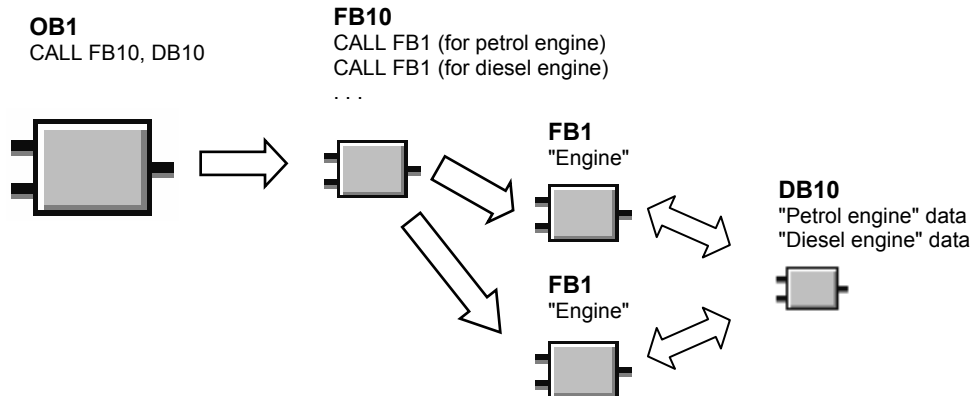 OB1
CALL FB10, DB10
FB10
CALL FB1 (for petrol engine)
CALL FB1 (for diesel engine)
. . .
FB1
"Engine"
FB1
"Engine"
DB10
"Petrol engine" data
"Diesel engine" data